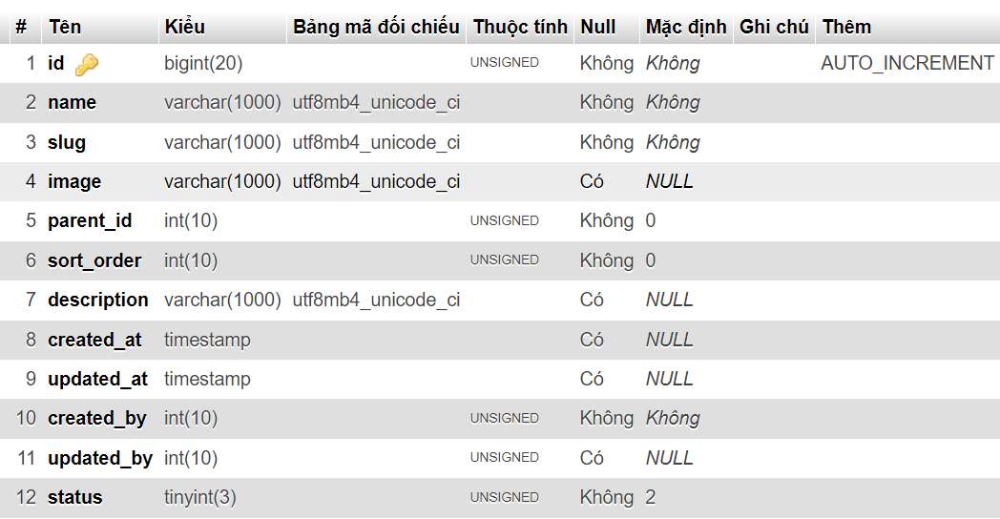 # Tên Kiểu Bảng mã đối chiếu Thuộc tính Null Mặc định Ghi chú Thêm
1 id bigint(20) UNSIGNED Không Không AUTO_INCREMENT
2 name varchar(1000) utf8mb4_unicode_ci Không Không
3 slug varchar(1000) utf8mb4_unicode_ci Không Không
4 image varchar(1000) utf8mb4_unicode_ci Có NULL
5 parent_id int(10) UNSIGNED Không 0
6 sort_order int(10) UNSIGNED Không 0
7 description varchar(1000) utf8mb4_unicode_ci Có NULL
8 created_at timestamp Có NULL
9 updated_at timestamp Có NULL
10 created_by int(10) UNSIGNED Không Không
11 updated_by int(10) UNSIGNED Có NULL
12 status tinyint(3) UNSIGNED Không 2